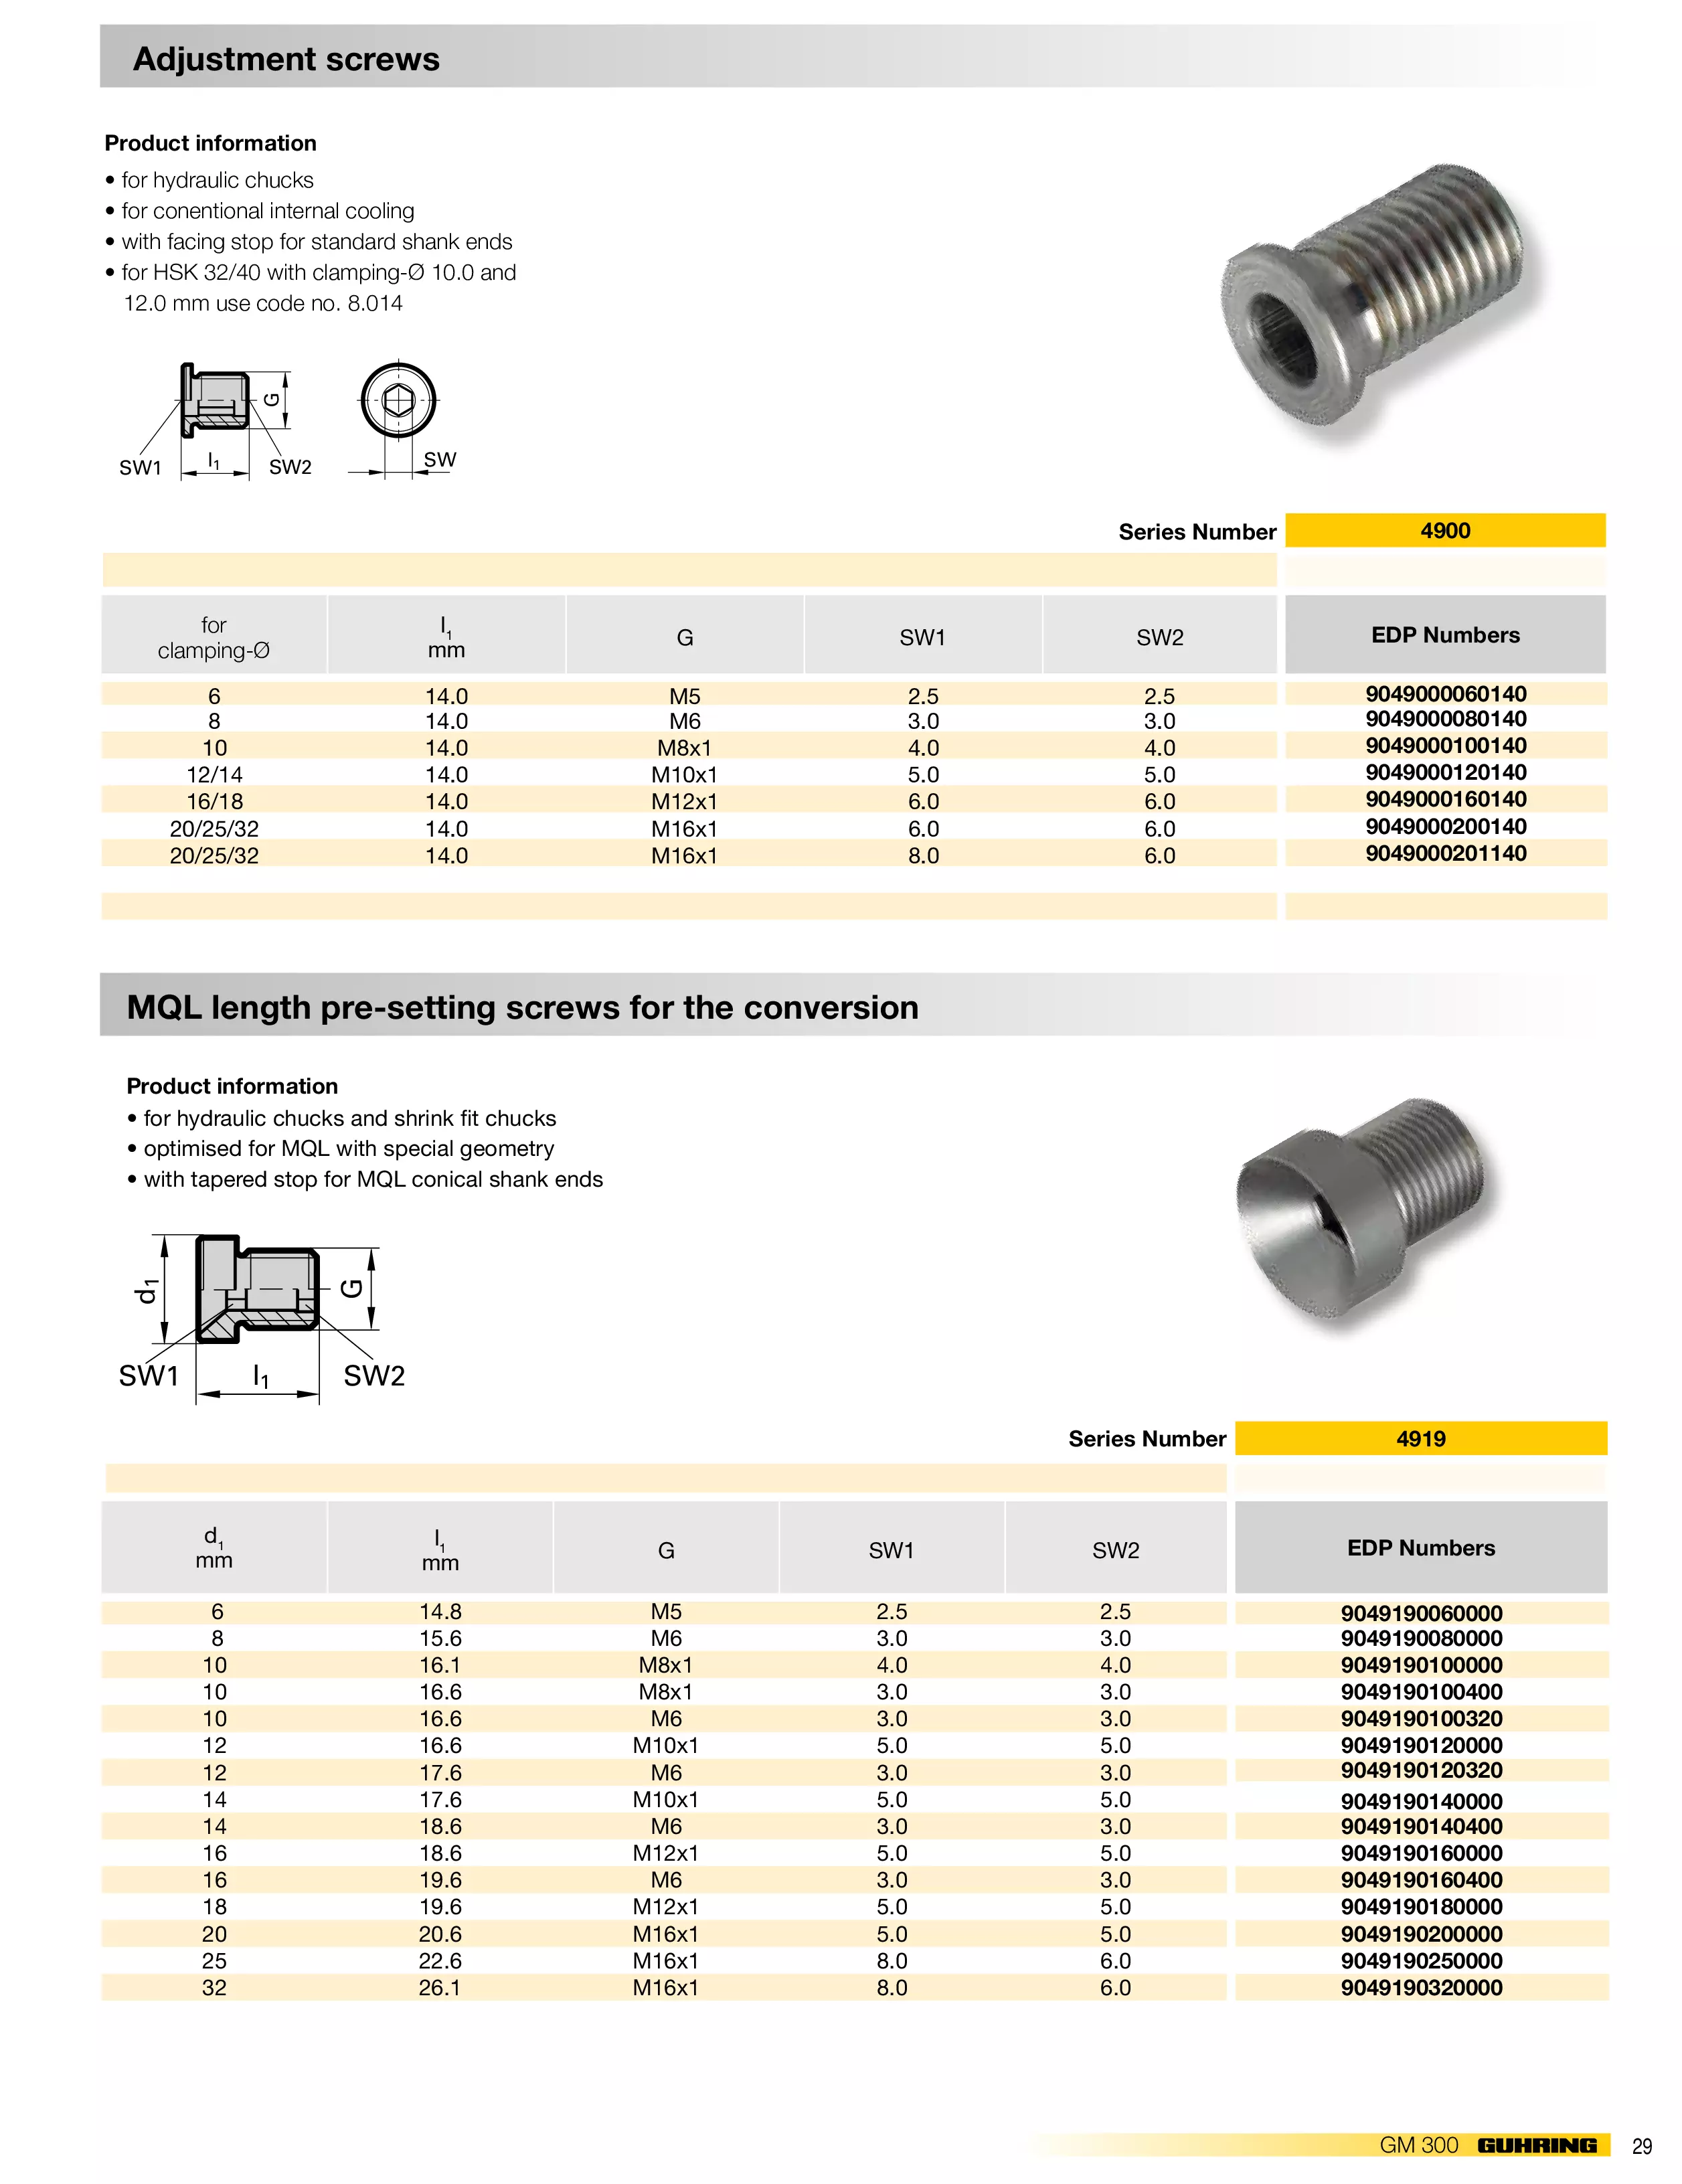 Adjustment screws
Product information
• for hydraulic chucks
• for conentional internal cooling
• with facing stop for standard shank ends
• for HSK 32/40 with clamping-Ø 10.0 and
12.0 mm use code no. 8.014
G
SW1 l1 SW2 SW
Series Number 4900
for clamping-Ø l1 mm G SW1 SW2 EDP Numbers
6 14.0 M5 2.5 2.5 9049000060140
8 14.0 M6 3.0 3.0 9049000080140
10 14.0 M8x1 4.0 4.0 9049000100140
12/14 14.0 M10x1 5.0 5.0 9049000120140
16/18 14.0 M12x1 6.0 6.0 9049000160140
20/25/32 14.0 M16x1 6.0 6.0 9049000200140
20/25/32 14.0 M16x1 8.0 6.0 9049000201140
MQL length pre-setting screws for the conversion
Product information
• for hydraulic chucks and shrink fit chucks
• optimised for MQL with special geometry
• with tapered stop for MQL conical shank ends
d1 G
SW1 l1 SW2
Series Number 4919
d1 mm l1 mm G SW1 SW2 EDP Numbers
6 14.8 M5 2.5 2.5 9049190060000
8 15.6 M6 3.0 3.0 9049190080000
10 16.1 M8x1 4.0 4.0 9049190100000
10 16.6 M8x1 3.0 3.0 9049190100400
10 16.6 M6 3.0 3.0 9049190100320
12 16.6 M10x1 5.0 5.0 9049190120000
12 17.6 M6 3.0 3.0 9049190120320
14 17.6 M10x1 5.0 5.0 9049190140000
14 18.6 M6 3.0 3.0 9049190140400
16 18.6 M12x1 5.0 5.0 9049190160000
16 19.6 M6 3.0 3.0 9049190160400
18 19.6 M12x1 5.0 5.0 9049190180000
20 20.6 M16x1 5.0 5.0 9049190200000
25 22.6 M16x1 8.0 6.0 9049190250000
32 26.1 M16x1 8.0 6.0 9049190320000
GM 300 GUHRING 29